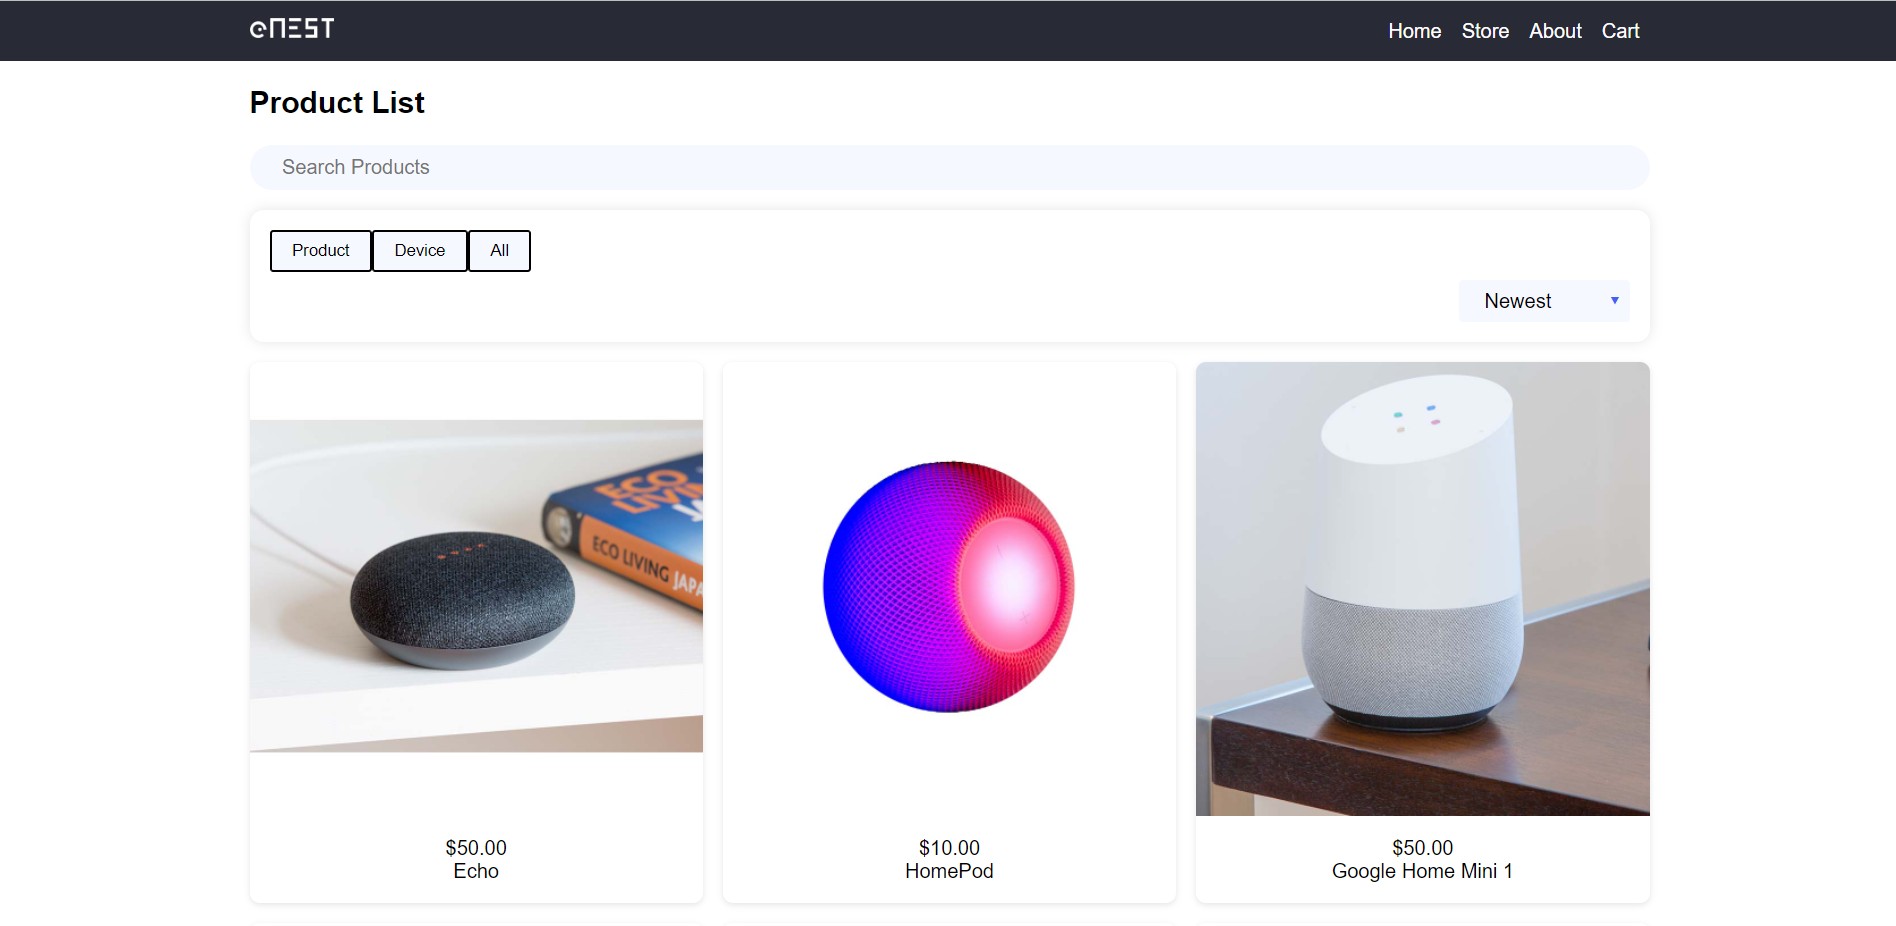 eNEST
Home Store About Cart
Product List
Search Products
Product Device All
Newest
ECO
ECO LIVING
$50.00
Echo
$10.00
HomePod
$50.00
Google Home Mini 1